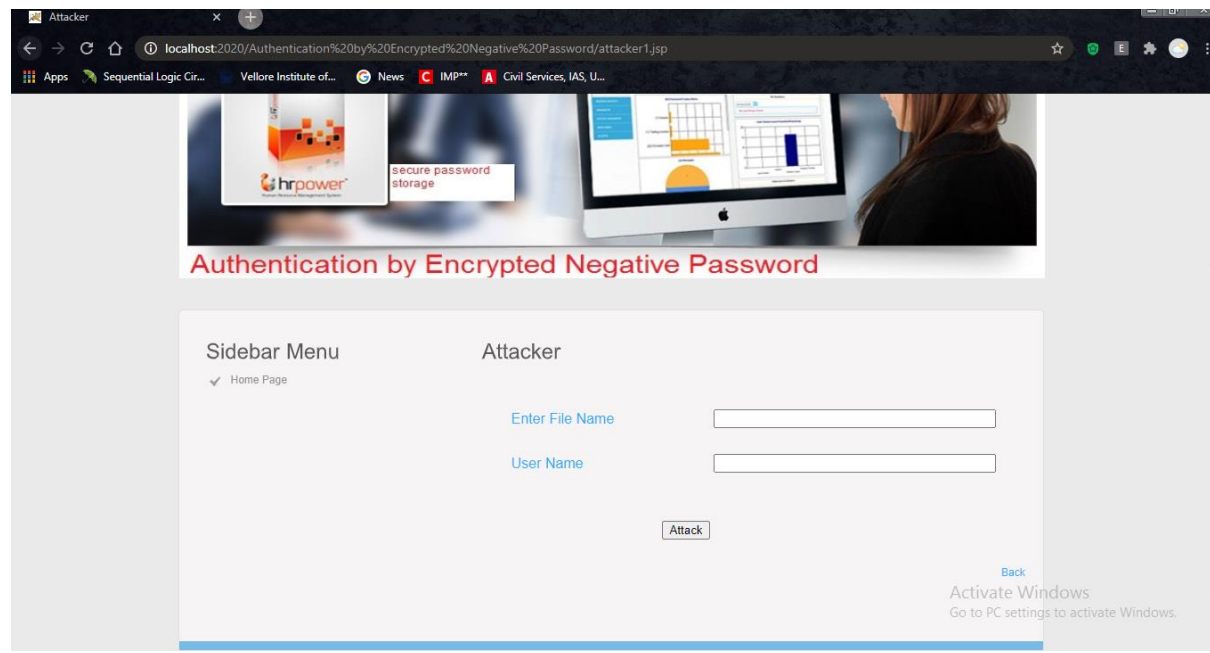 Attacker
localhost:2020/Authentication%20by%20Encrypted%20Negative%20Password/attacker1.jsp
Apps Sequential Logic Cir... Vellore Institute of... News IMP** Civil Services, IAS, U...
hrpower
secure password
storage
Authentication by Encrypted Negative Password
Sidebar Menu
Home Page
Attacker
Enter File Name
User Name
Attack
Back
Activate Windows
Go to PC settings to activate Windows.